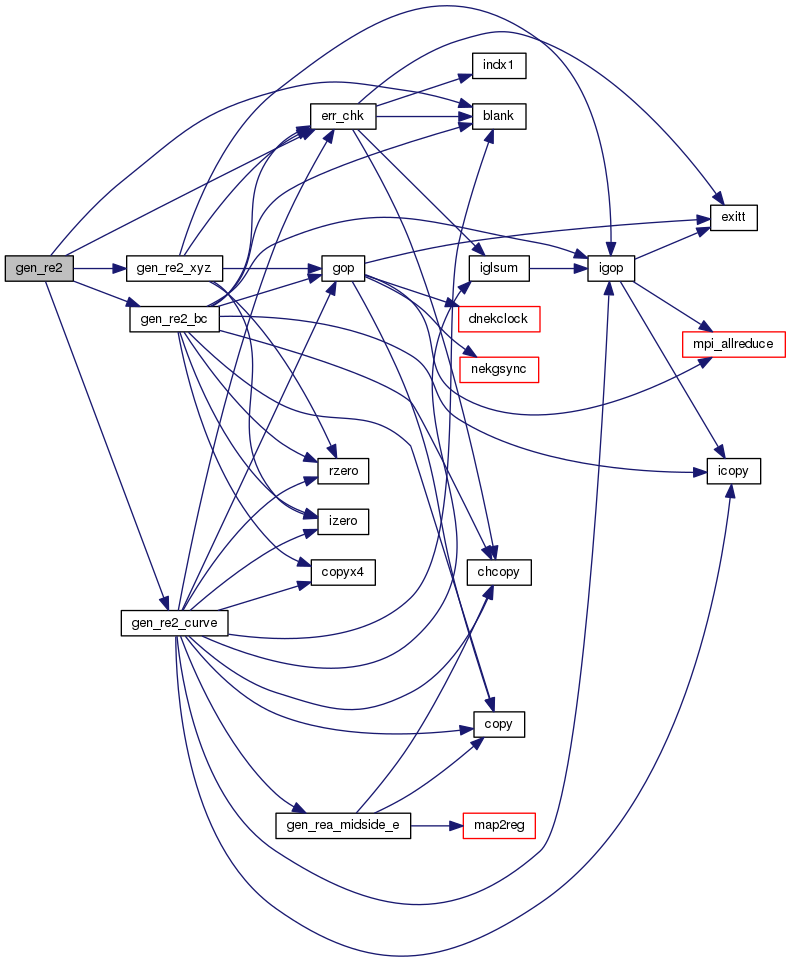 indx1
err_chk
blank
exitt
gen_re2
gen_re2_xyz
gop
iglsum
igop
gen_re2_bc
dnekclock
mpi_allreduce
nekgsync
rzero
icopy
izero
copyx4
chcopy
gen_re2_curve
copy
gen_rea_midside_e
map2reg